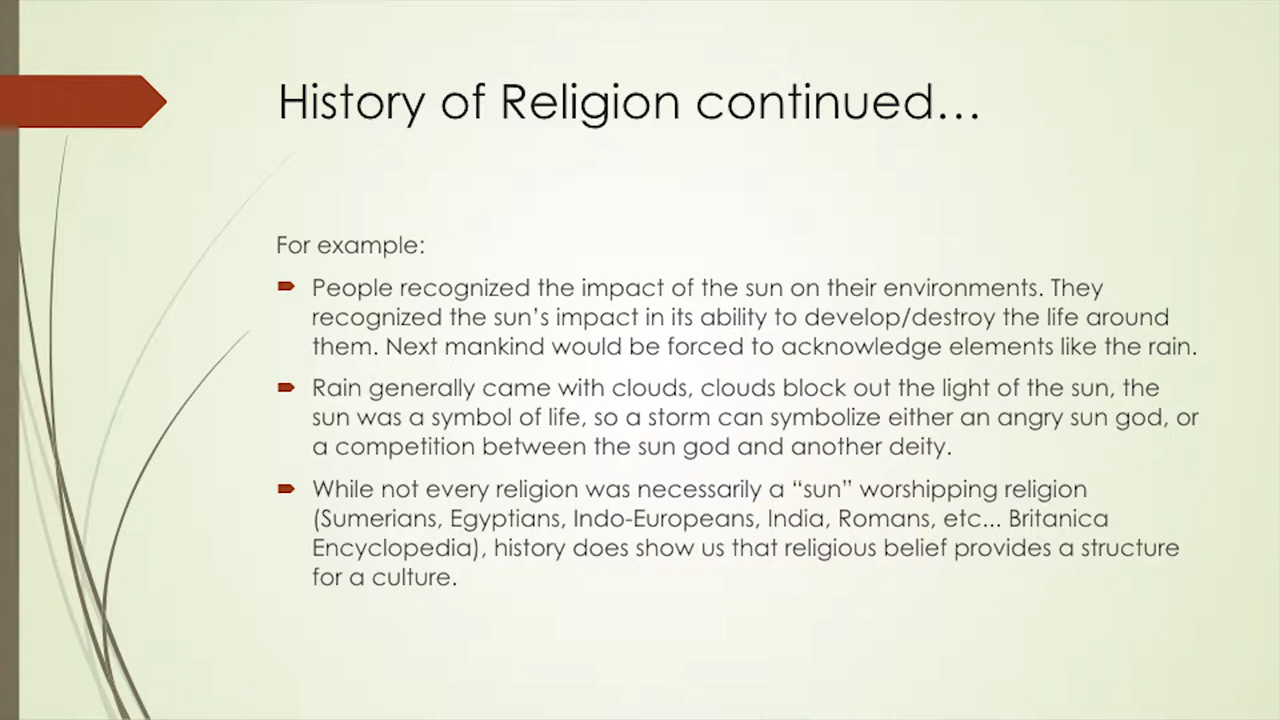 History of Religion continued…
For example:
People recognized the impact of the sun on their environments. They
recognized the sun’s impact in its ability to develop/destroy the life around
them. Next mankind would be forced to acknowledge elements like the rain.
Rain generally came with clouds, clouds block out the light of the sun, the
sun was a symbol of life, so a storm can symbolize either an angry sun god, or
a competition between the sun god and another deity.
While not every religion was necessarily a “sun” worshipping religion
(Sumerians, Egyptians, Indo-Europeans, India, Romans, etc... Britanica
Encyclopedia), history does show us that religious belief provides a structure
for a culture.